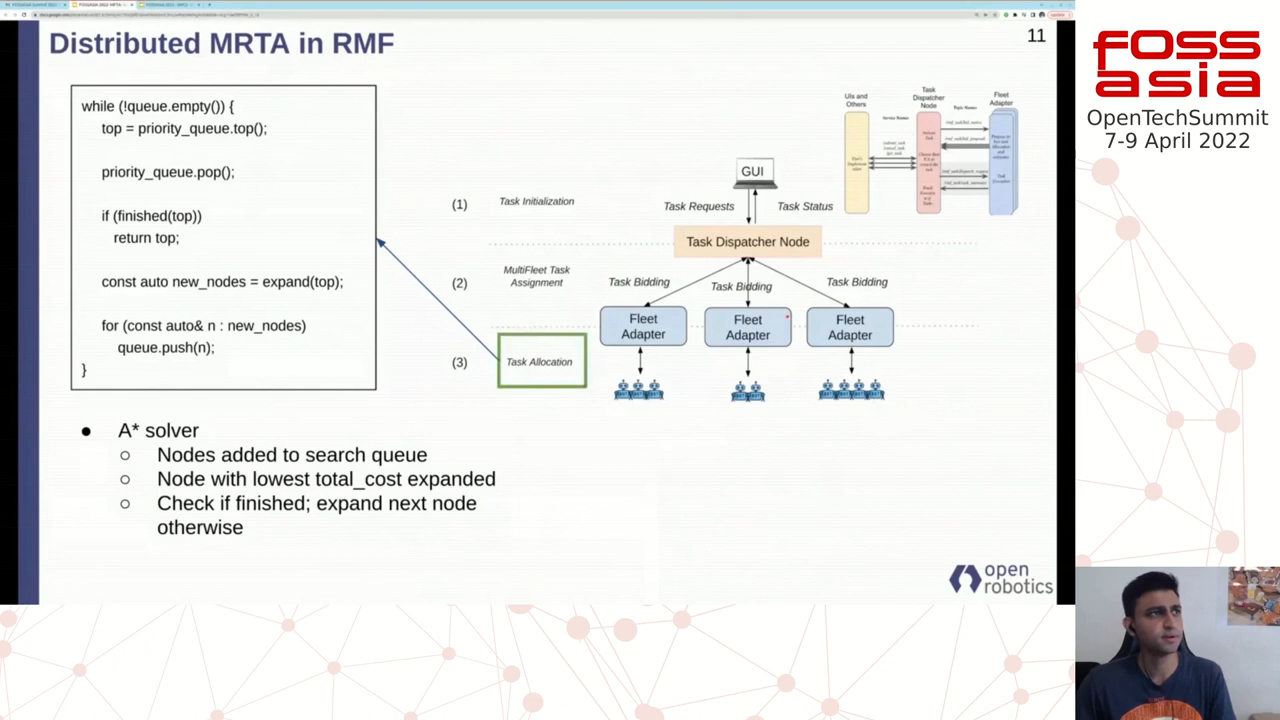 Distributed MRTA in RMF
11
while (!queue.empty()) {
top = priority_queue.top();
priority_queue.pop();
if (finished(top))
return top;
const auto new_nodes = expand(top);
for (const auto& n : new_nodes)
queue.push(n);
}
(1)
Task Initialization
(2)
MultiFleet Task
Assignment
(3)
Task Allocation
GUI
Task Requests
Task Status
Task Dispatcher Node
Task Bidding
Task Bidding
Task Bidding
Fleet
Adapter
Fleet
Adapter
Fleet
Adapter
UIs and
Others
Task
Dispatcher
Node
Fleet
Adapter
● A* solver
○ Nodes added to search queue
○ Node with lowest total_cost expanded
○ Check if finished; expand next node
otherwise
open
robotics
foss
asia
OpenTechSummit
7-9 April 2022